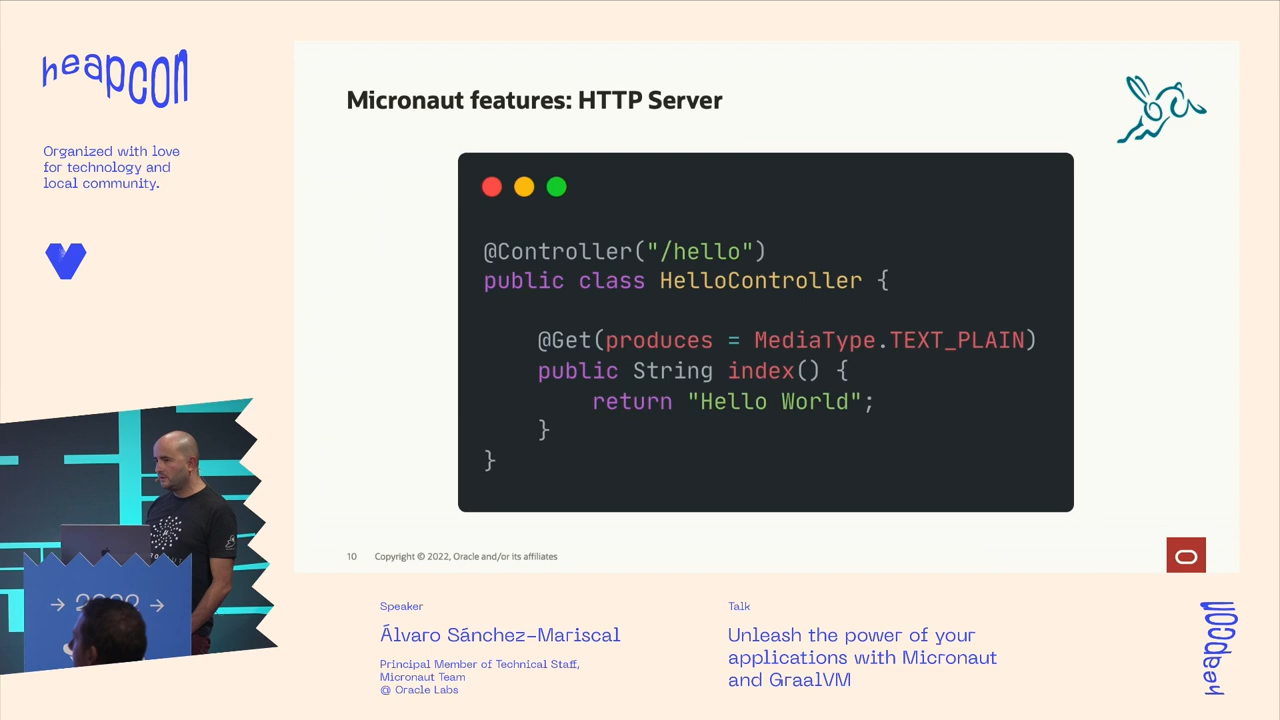 heapcon
Organized with love
for technology and
local community.
Micronaut features: HTTP Server
@Controller("/hello")
public class HelloController {
@Get(produces = MediaType.TEXT_PLAIN)
public String index() {
return "Hello World";
}
}
10 Copyright © 2022, Oracle and/or its affiliates
→ 2022 →
Speaker
Álvaro Sánchez-Mariscal
Principal Member of Technical Staff,
Micronaut Team
@ Oracle Labs
Talk
Unleash the power of your
applications with Micronaut
and GraalVM
heapcon